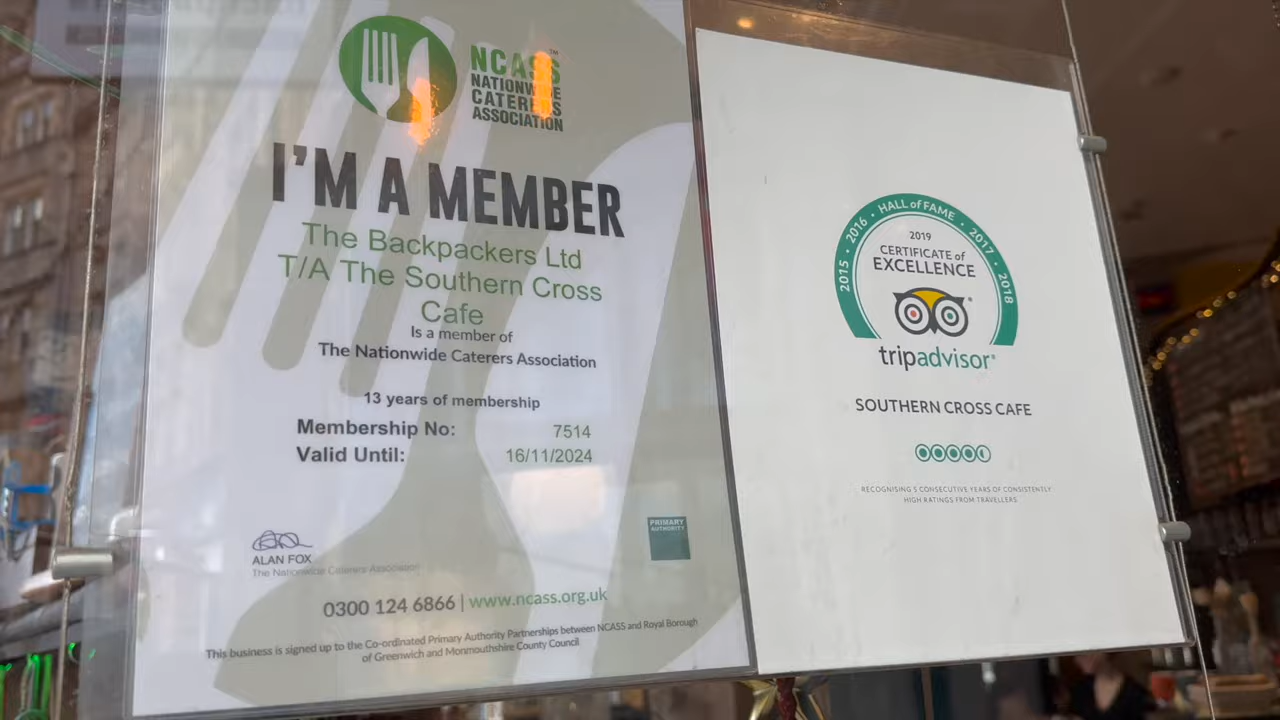 NCASS™
NATIONWIDE
CATERERS
ASSOCIATION
I'M A MEMBER
The Backpackers Ltd
T/A The Southern Cross
Cafe
Is a member of
The Nationwide Caterers Association
13 years of membership
Membership No: 7514
Valid Until: 16/11/2024
PRIMARY
AUTHORITY
ALAN FOX
The Nationwide Caterers Association
0300 124 6866 | www.ncass.org.uk
This business is signed up to the Co-ordinated Primary Authority Partnerships between NCASS and Royal Borough
of Greenwich and Monmouthshire County Council
2015 · 2016 · HALL of FAME · 2017 · 2018
2019
CERTIFICATE of
EXCELLENCE
tripadvisor®
SOUTHERN CROSS CAFE
RECOGNISING 5 CONSECUTIVE YEARS OF CONSISTENTLY
HIGH RATINGS FROM TRAVELLERS